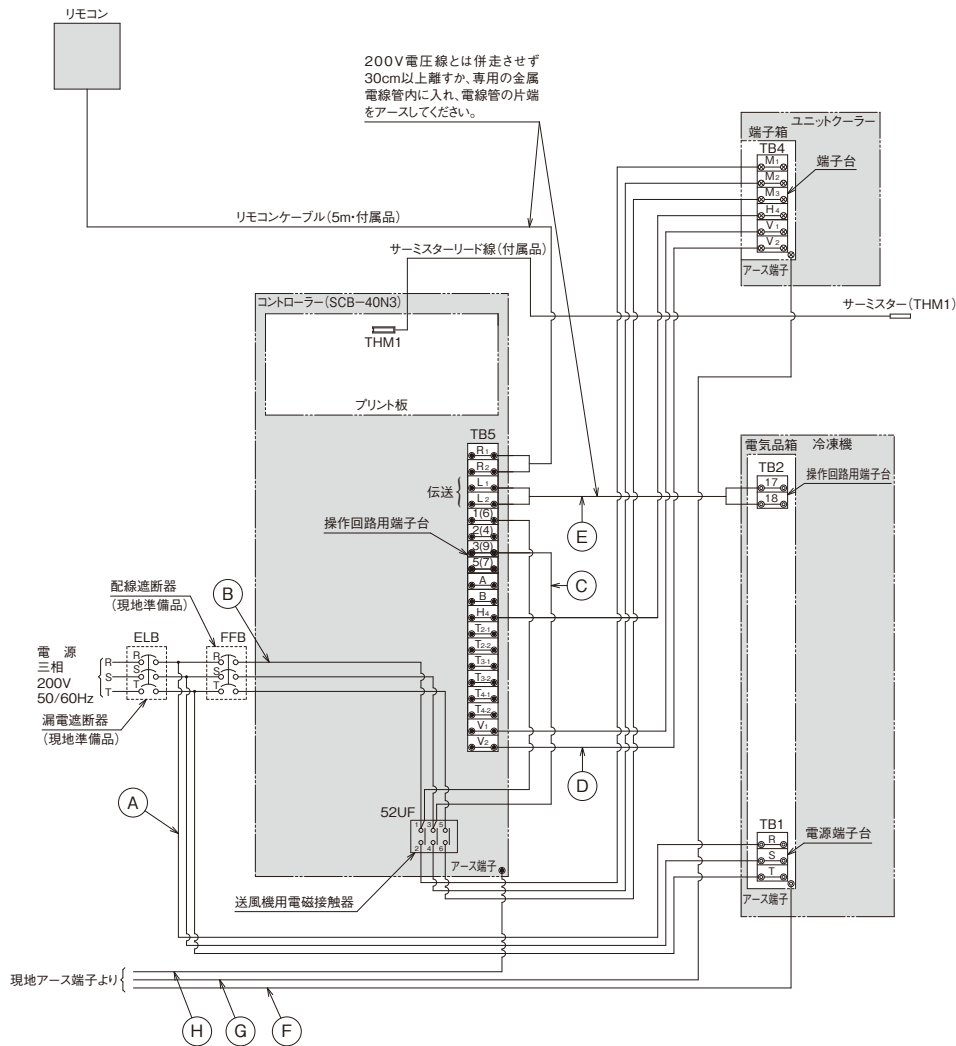 リモコン
200V電圧線とは併走させず
30cm以上離すか、専用の金属
電線管内に入れ、電線管の片端
をアースしてください。
ユニットクーラー
端子箱
TB4
M1
M2
M3
H4
V1
V2
端子台
アース端子
リモコンケーブル(5m・付属品)
サーミスターリード線(付属品)
サーミスター(THM1)
コントローラー(SCB-40N3)
THM1
プリント板
TB5
R1
R2
L1
L2
伝送
1(6)
2(4)
3(9)
5(7)
A
B
H4
T2-1
T2-2
T3-1
T3-2
T4-1
T4-2
V1
V2
操作回路用端子台
電気品箱
冷凍機
TB2
17
18
操作回路用端子台
E
C
B
D
配線遮断器
(現地準備品)
ELB
FFB
電 源
三相
200V
50/60Hz
R
S
T
R
S
T
R
S
T
漏電遮断器
(現地準備品)
A
52UF
1 3 5
2 4 6
アース端子
送風機用電磁接触器
TB1
R
S
T
電源端子台
アース端子
現地アース端子より
H
G
F